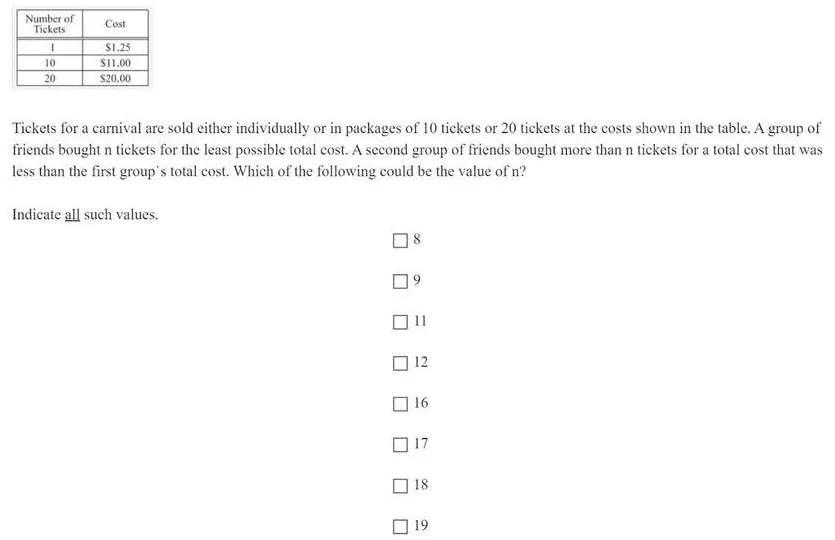 Number of Tickets Cost
1 $1.25
10 $11.00
20 $20.00
Tickets for a carnival are sold either individually or in packages of 10 tickets or 20 tickets at the costs shown in the table. A group of
friends bought n tickets for the least possible total cost. A second group of friends bought more than n tickets for a total cost that was
less than the first group`s total cost. Which of the following could be the value of n?
Indicate all such values.
8
9
11
12
16
17
18
19